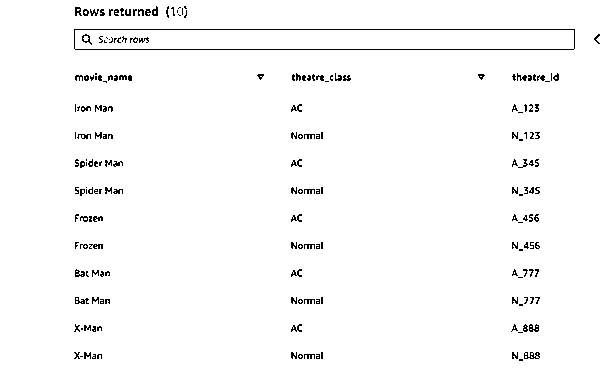 Rows returned (10)
Search rows
movie_name theatre_class theatre_id
Iron Man AC A_123
Iron Man Normal N_123
Spider Man AC A_345
Spider Man Normal N_345
Frozen AC A_456
Frozen Normal N_456
Bat Man AC A_777
Bat Man Normal N_777
X-Man AC A_888
X-Man Normal N_888